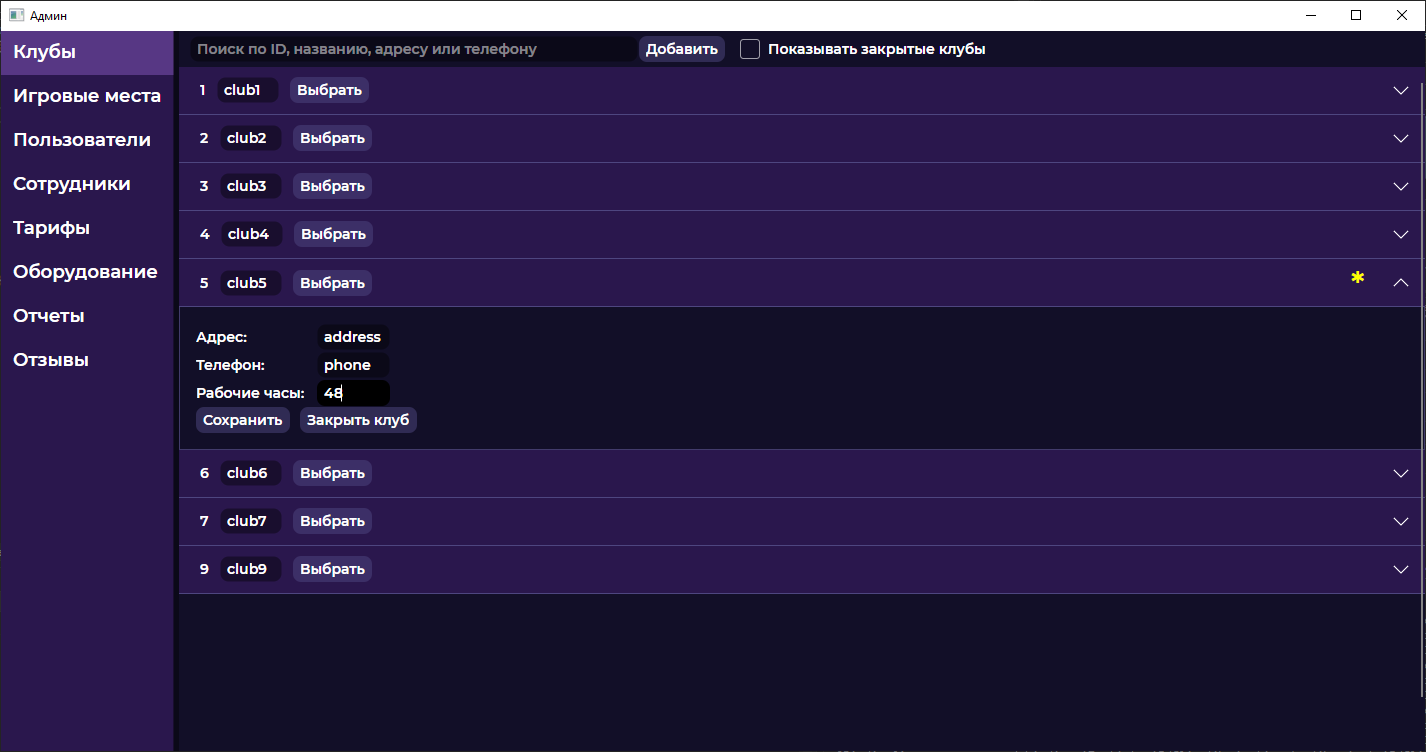 Админ
Клубы
Игровые места
Пользователи
Сотрудники
Тарифы
Оборудование
Отчеты
Отзывы
Поиск по ID, названию, адресу или телефону Добавить Показывать закрытые клубы
1 club1 Выбрать
2 club2 Выбрать
3 club3 Выбрать
4 club4 Выбрать
5 club5 Выбрать *
Адрес: address
Телефон: phone
Рабочие часы: 48
Сохранить Закрыть клуб
6 club6 Выбрать
7 club7 Выбрать
9 club9 Выбрать